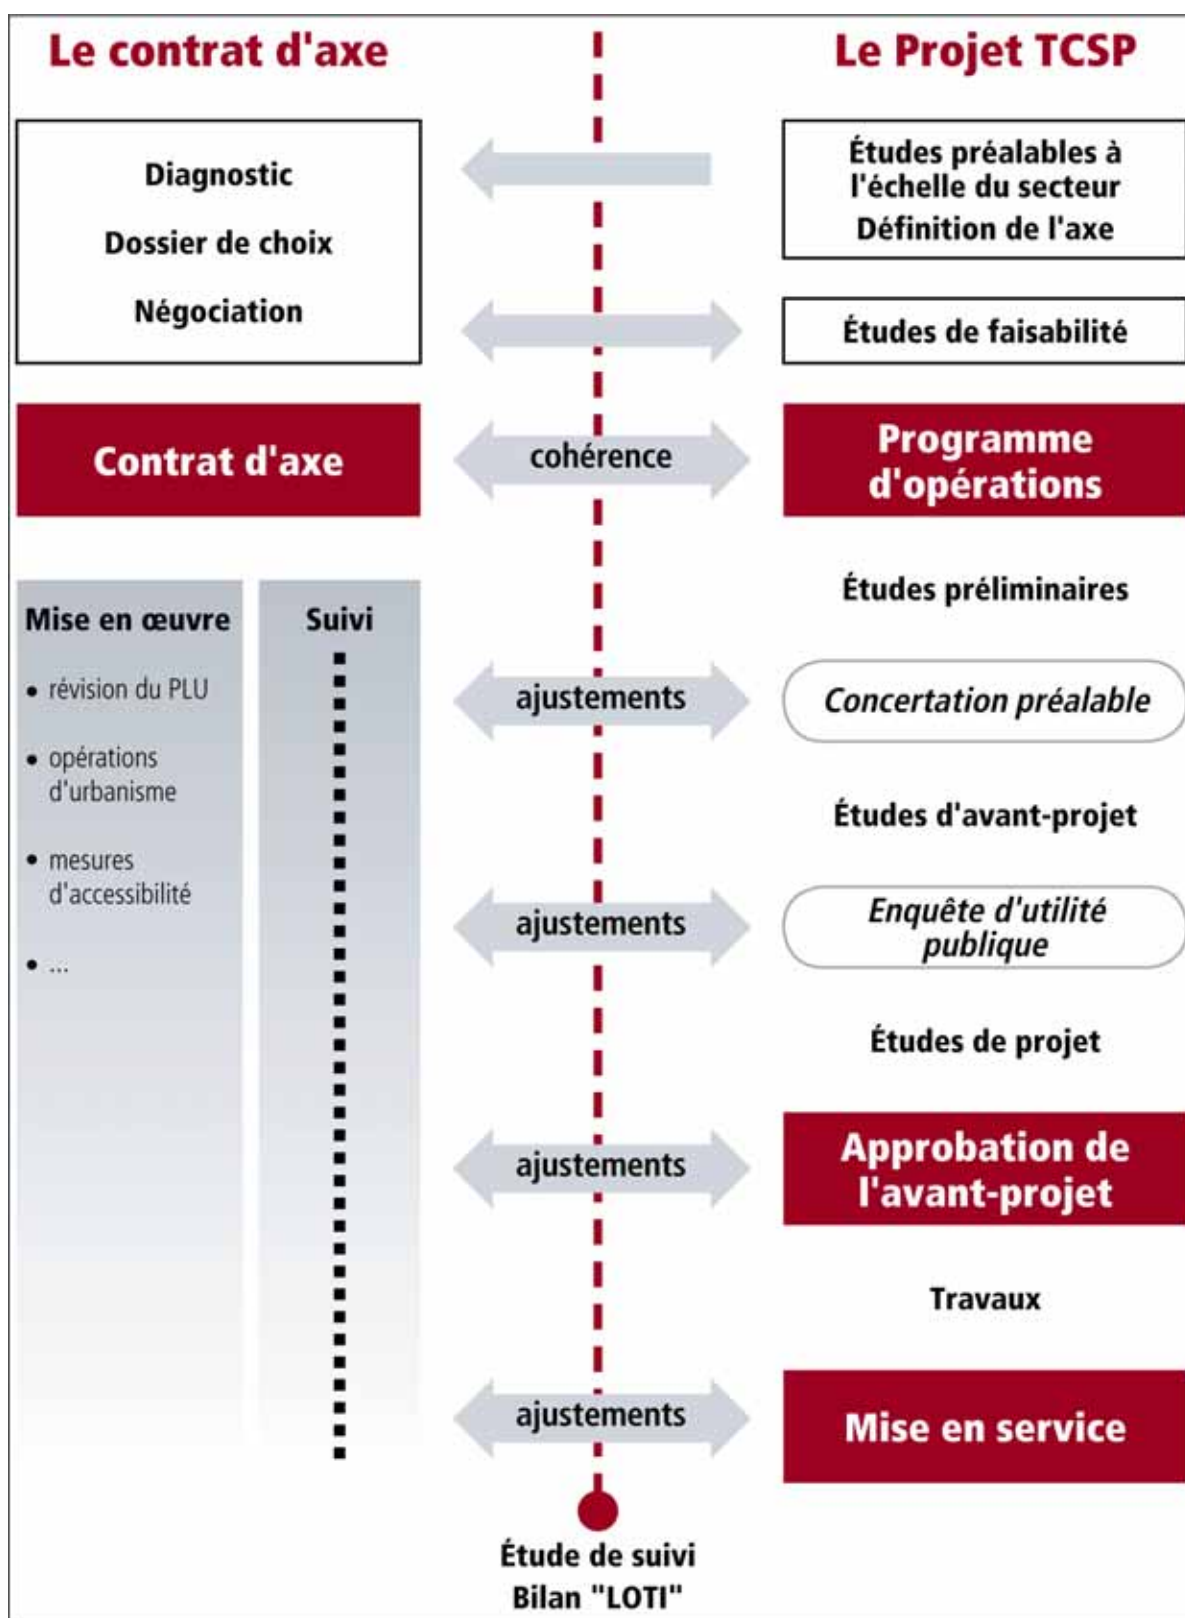 Le contrat d'axe
Le Projet TCSP
Diagnostic
Dossier de choix
Négociation
Études préalables à
l'échelle du secteur
Définition de l'axe
Études de faisabilité
Contrat d'axe
cohérence
Programme
d'opérations
Mise en œuvre
• révision du PLU
• opérations
d'urbanisme
• mesures
d'accessibilité
• ...
Suivi
Études préliminaires
ajustements
Concertation préalable
Études d'avant-projet
ajustements
Enquête d'utilité
publique
Études de projet
ajustements
Approbation de
l'avant-projet
Travaux
ajustements
Mise en service
Étude de suivi
Bilan "LOTI"